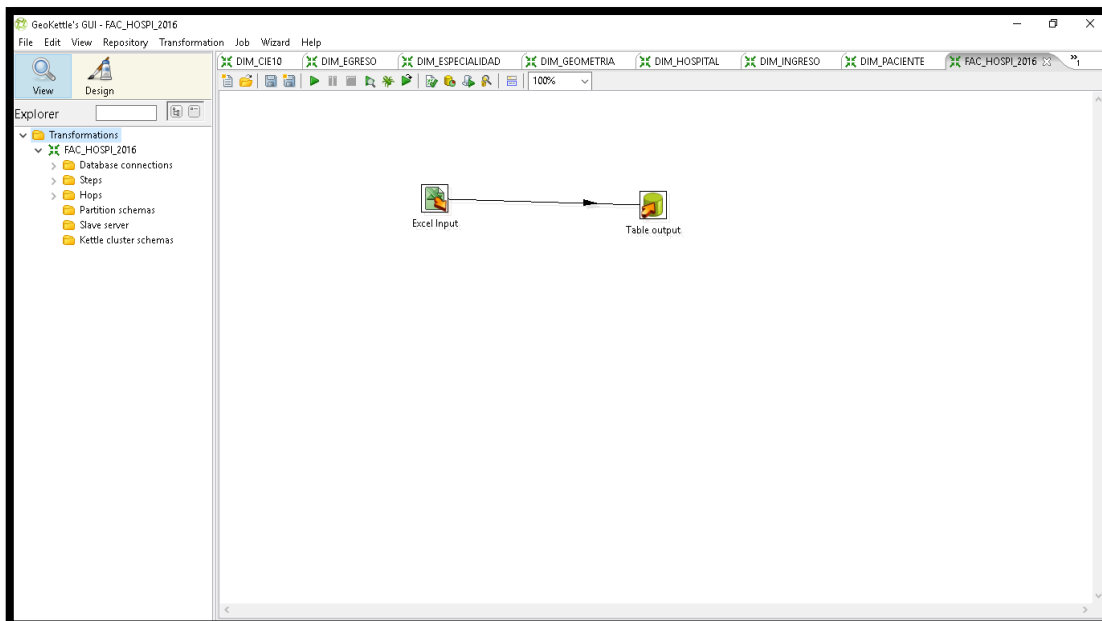 GeoKettle's GUI - FAC_HOSPI_2016
File Edit View Repository Transformation Job Wizard Help
DIM_CIE10 DIM_EGRESO DIM_ESPECIALIDAD DIM_GEOMETRIA DIM_HOSPITAL DIM_INGRESO DIM_PACIENTE FAC_HOSPI_2016 »1
View Design
100%
Explorer
Transformations
FAC_HOSPI_2016
Database connections
Steps
Hops
Partition schemas
Slave server
Kettle cluster schemas
Excel Input
Table output